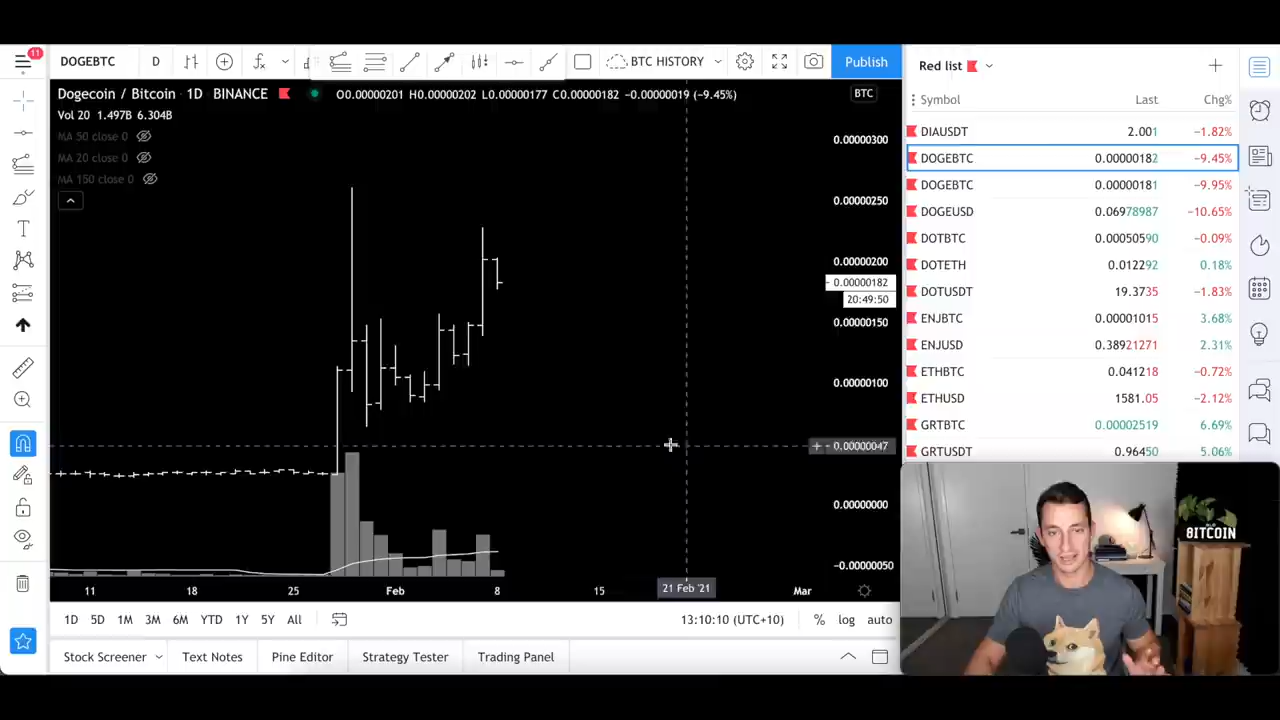 11
DOGEBTC D BTC HISTORY Publish
Dogecoin / Bitcoin · 1D BINANCE O0.00000201 H0.00000202 L0.00000177 C0.00000182 −0.00000019 (−9.45%) BTC
Vol 20 1.497B 6.304B
MA 50 close 0
MA 20 close 0
MA 150 close 0
0.00000300
0.00000250
0.00000200
0.00000182
20:49:50
0.00000150
0.00000100
0.00000047
0.00000000
−0.00000050
11 18 25 Feb 8 15 21 Feb '21 Mar
1D 5D 1M 3M 6M YTD 1Y 5Y All 13:10:10 (UTC+10) % log auto
Stock Screener Text Notes Pine Editor Strategy Tester Trading Panel
Red list
Symbol Last Chg%
DIAUSDT 2.001 −1.82%
DOGEBTC 0.00000182 −9.45%
DOGEBTC 0.00000181 −9.95%
DOGEUSD 0.06978987 −10.65%
DOTBTC 0.00050590 −0.09%
DOTETH 0.012292 0.18%
DOTUSDT 19.3735 −1.83%
ENJBTC 0.00001015 3.68%
ENJUSD 0.38921271 2.31%
ETHBTC 0.041218 −0.72%
ETHUSD 1581.05 −2.12%
GRTBTC 0.00002519 6.69%
GRTUSDT 0.96450 5.06%
BITCOIN